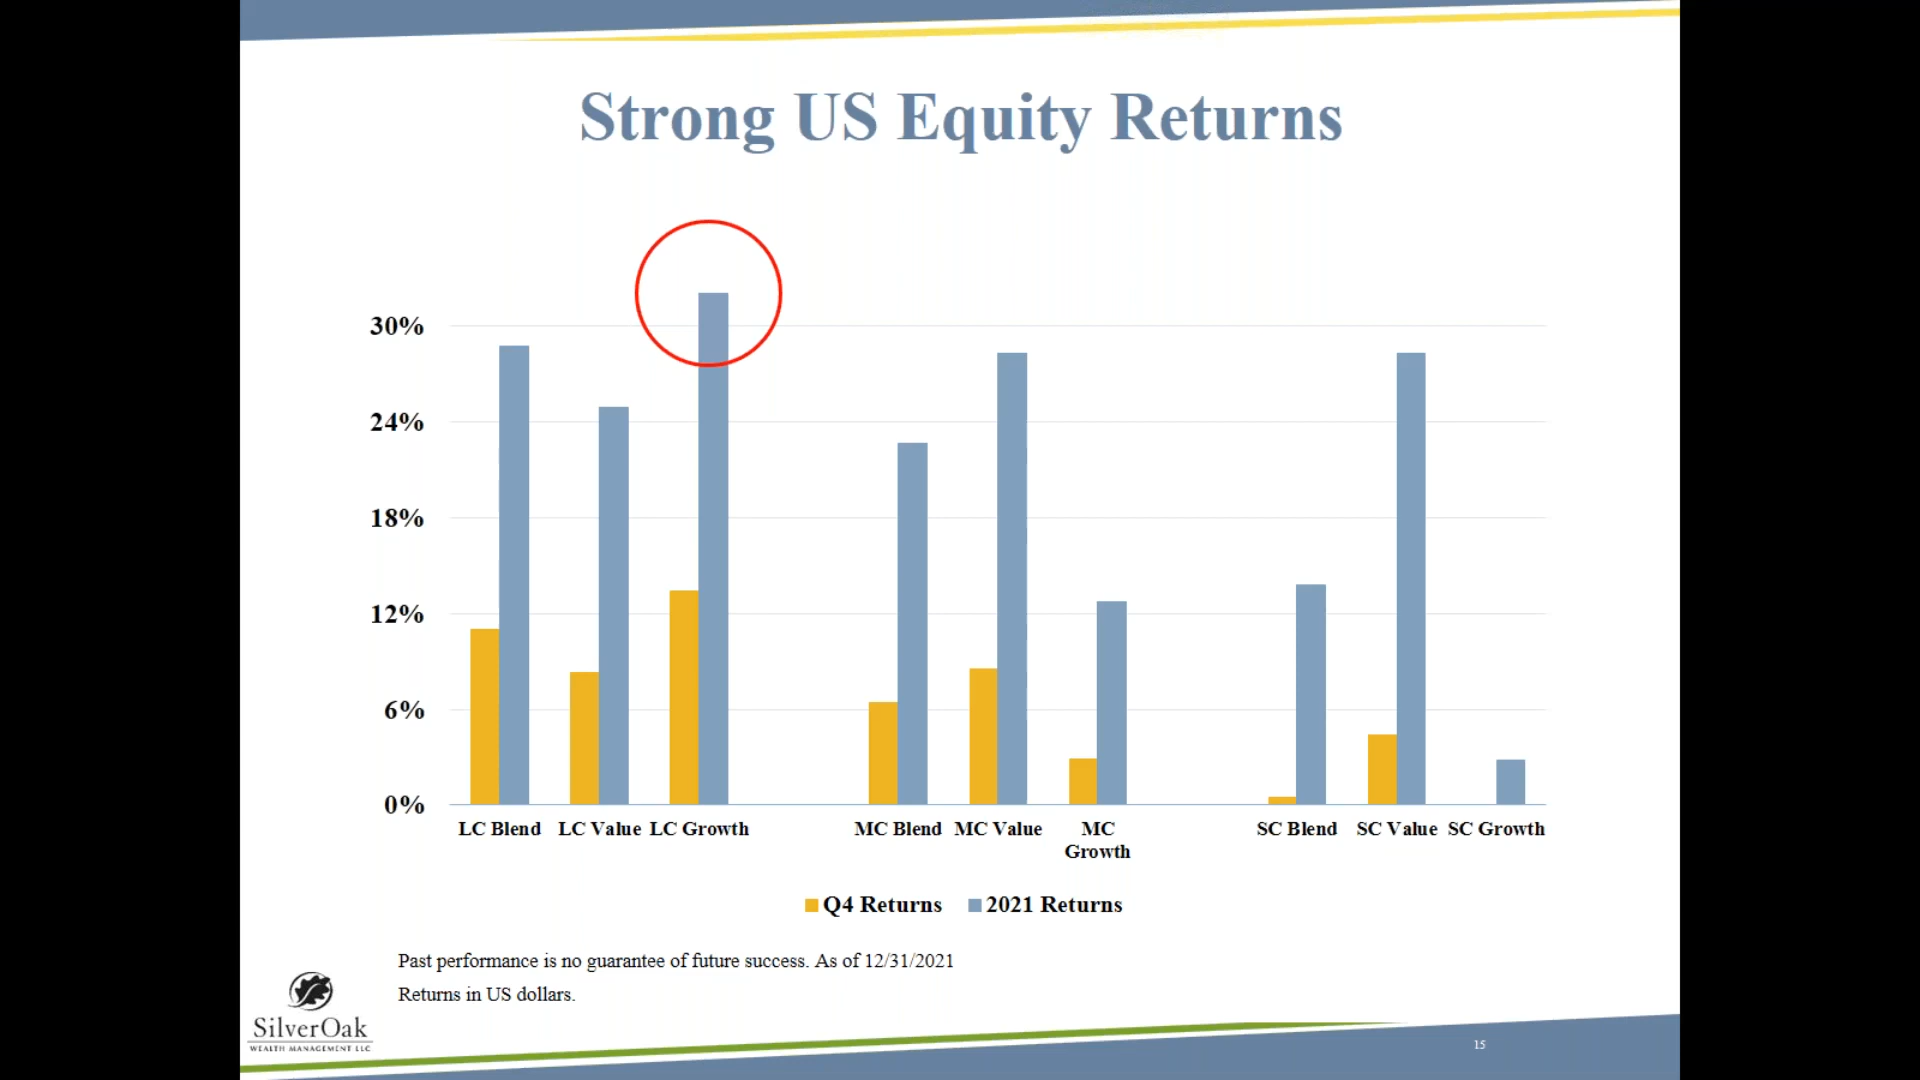 Strong US Equity Returns
30%
24%
18%
12%
6%
0%
LC Blend LC Value LC Growth MC Blend MC Value MC Growth SC Blend SC Value SC Growth
Q4 Returns 2021 Returns
Past performance is no guarantee of future success. As of 12/31/2021
Returns in US dollars.
SilverOak
WEALTH MANAGEMENT LLC
15